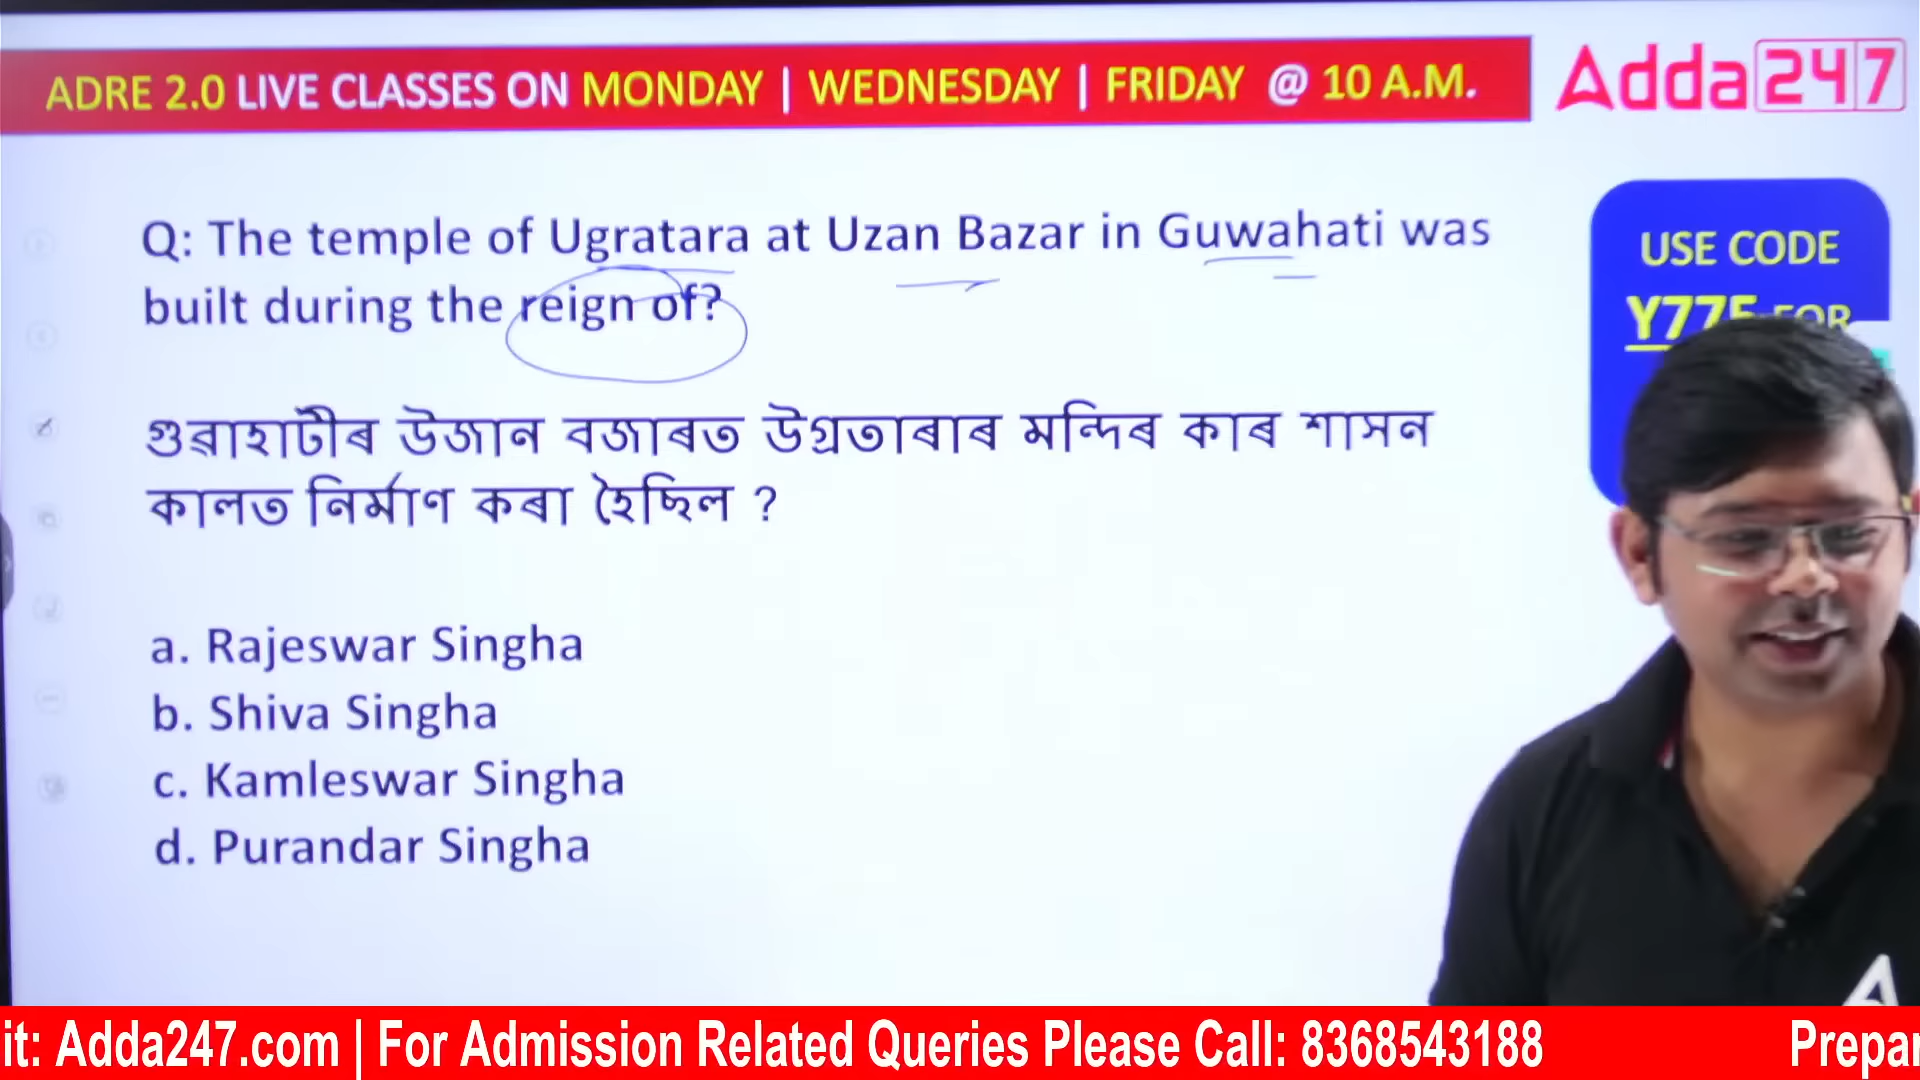 ADRE 2.0 LIVE CLASSES ON MONDAY | WEDNESDAY | FRIDAY @ 10 A.M.
Adda247
Q: The temple of Ugratara at Uzan Bazar in Guwahati was
built during the reign of?
USE CODE
FOR
গুৱাহাটীৰ উজান বজাৰত উগ্ৰতাৰাৰ মন্দিৰ কাৰ শাসন
কালত নিৰ্মাণ কৰা হৈছিল ?
a. Rajeswar Singha
b. Shiva Singha
c. Kamleswar Singha
d. Purandar Singha
it: Adda247.com | For Admission Related Queries Please Call: 8368543188